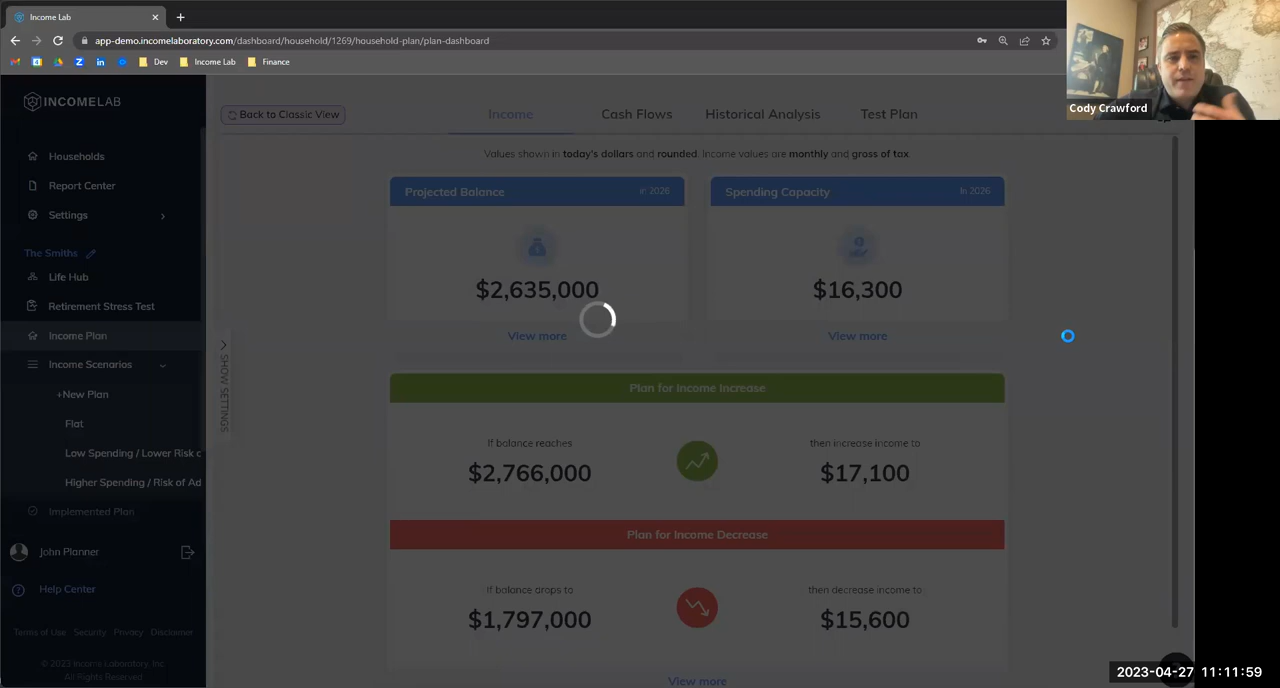 Income Lab
app-demo.incomelaboratory.com/dashboard/household/1269/household-plan/plan-dashboard
Dev
Income Lab
Finance
Cody Crawford
INCOMELAB
Back to Classic View
Income
Cash Flows
Historical Analysis
Test Plan
Values shown in today's dollars and rounded. Income values are monthly and gross of tax.
Households
Report Center
Settings
The Smiths
Life Hub
Retirement Stress Test
Income Plan
Income Scenarios
+New Plan
Flat
Low Spending / Lower Risk
Higher Spending / Risk of Ad
Implemented Plan
John Planner
Help Center
Terms of Use Security Privacy Disclaimer
© 2023 Income Laboratory, Inc
All Rights Reserved
SHOW SETTINGS
Projected Balance
2026
$2,635,000
View more
Spending Capacity
In 2026
$16,300
View more
Plan for Income Increase
If balance reaches
$2,766,000
then increase income to
$17,100
Plan for Income Decrease
If balance drops to
$1,797,000
then decrease income to
$15,600
View more
2023-04-27 11:11:59